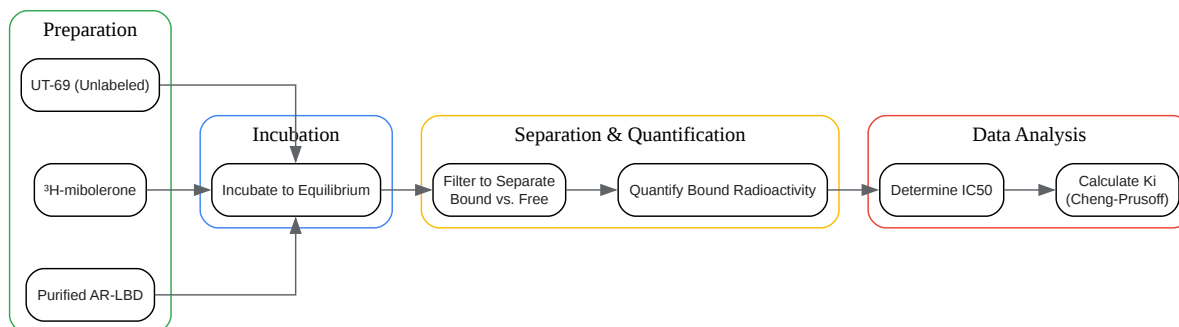 Preparation
UT-69 (Unlabeled)
³H-mibolerone
Purified AR-LBD
Incubation
Incubate to Equilibrium
Separation & Quantification
Filter to Separate
Bound vs. Free
Quantify Bound Radioactivity
Data Analysis
Determine IC50
Calculate Ki
(Cheng-Prusoff)